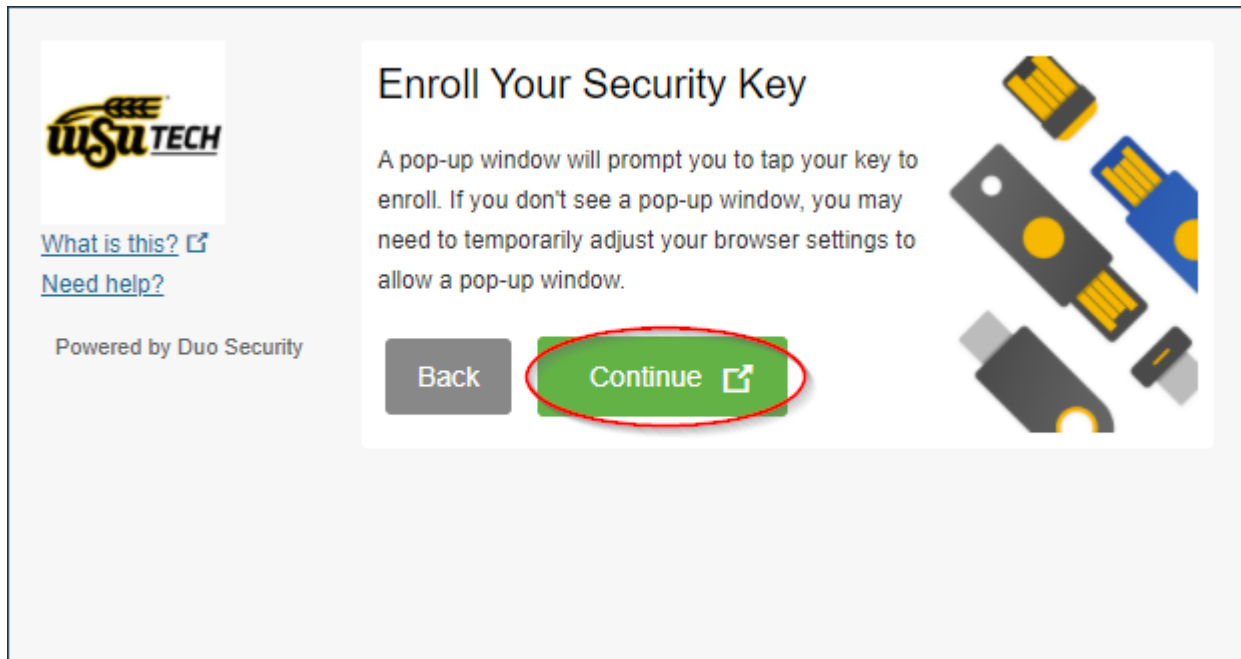 WSU TECH
What is this?
Need help?
Powered by Duo Security
Enroll Your Security Key
A pop-up window will prompt you to tap your key to
enroll. If you don't see a pop-up window, you may
need to temporarily adjust your browser settings to
allow a pop-up window.
Back
Continue